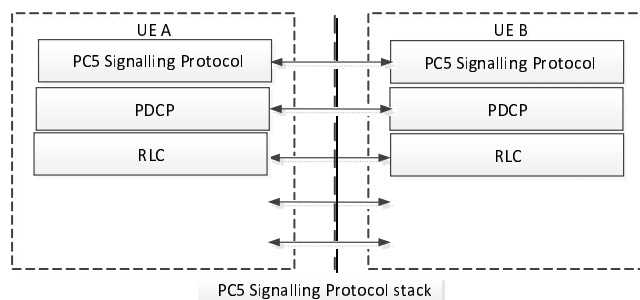 UE A
UE B
PC5 Signalling Protocol
PC5 Signalling Protocol
PDCP
PDCP
RLC
RLC
PC5 Signalling Protocol stack